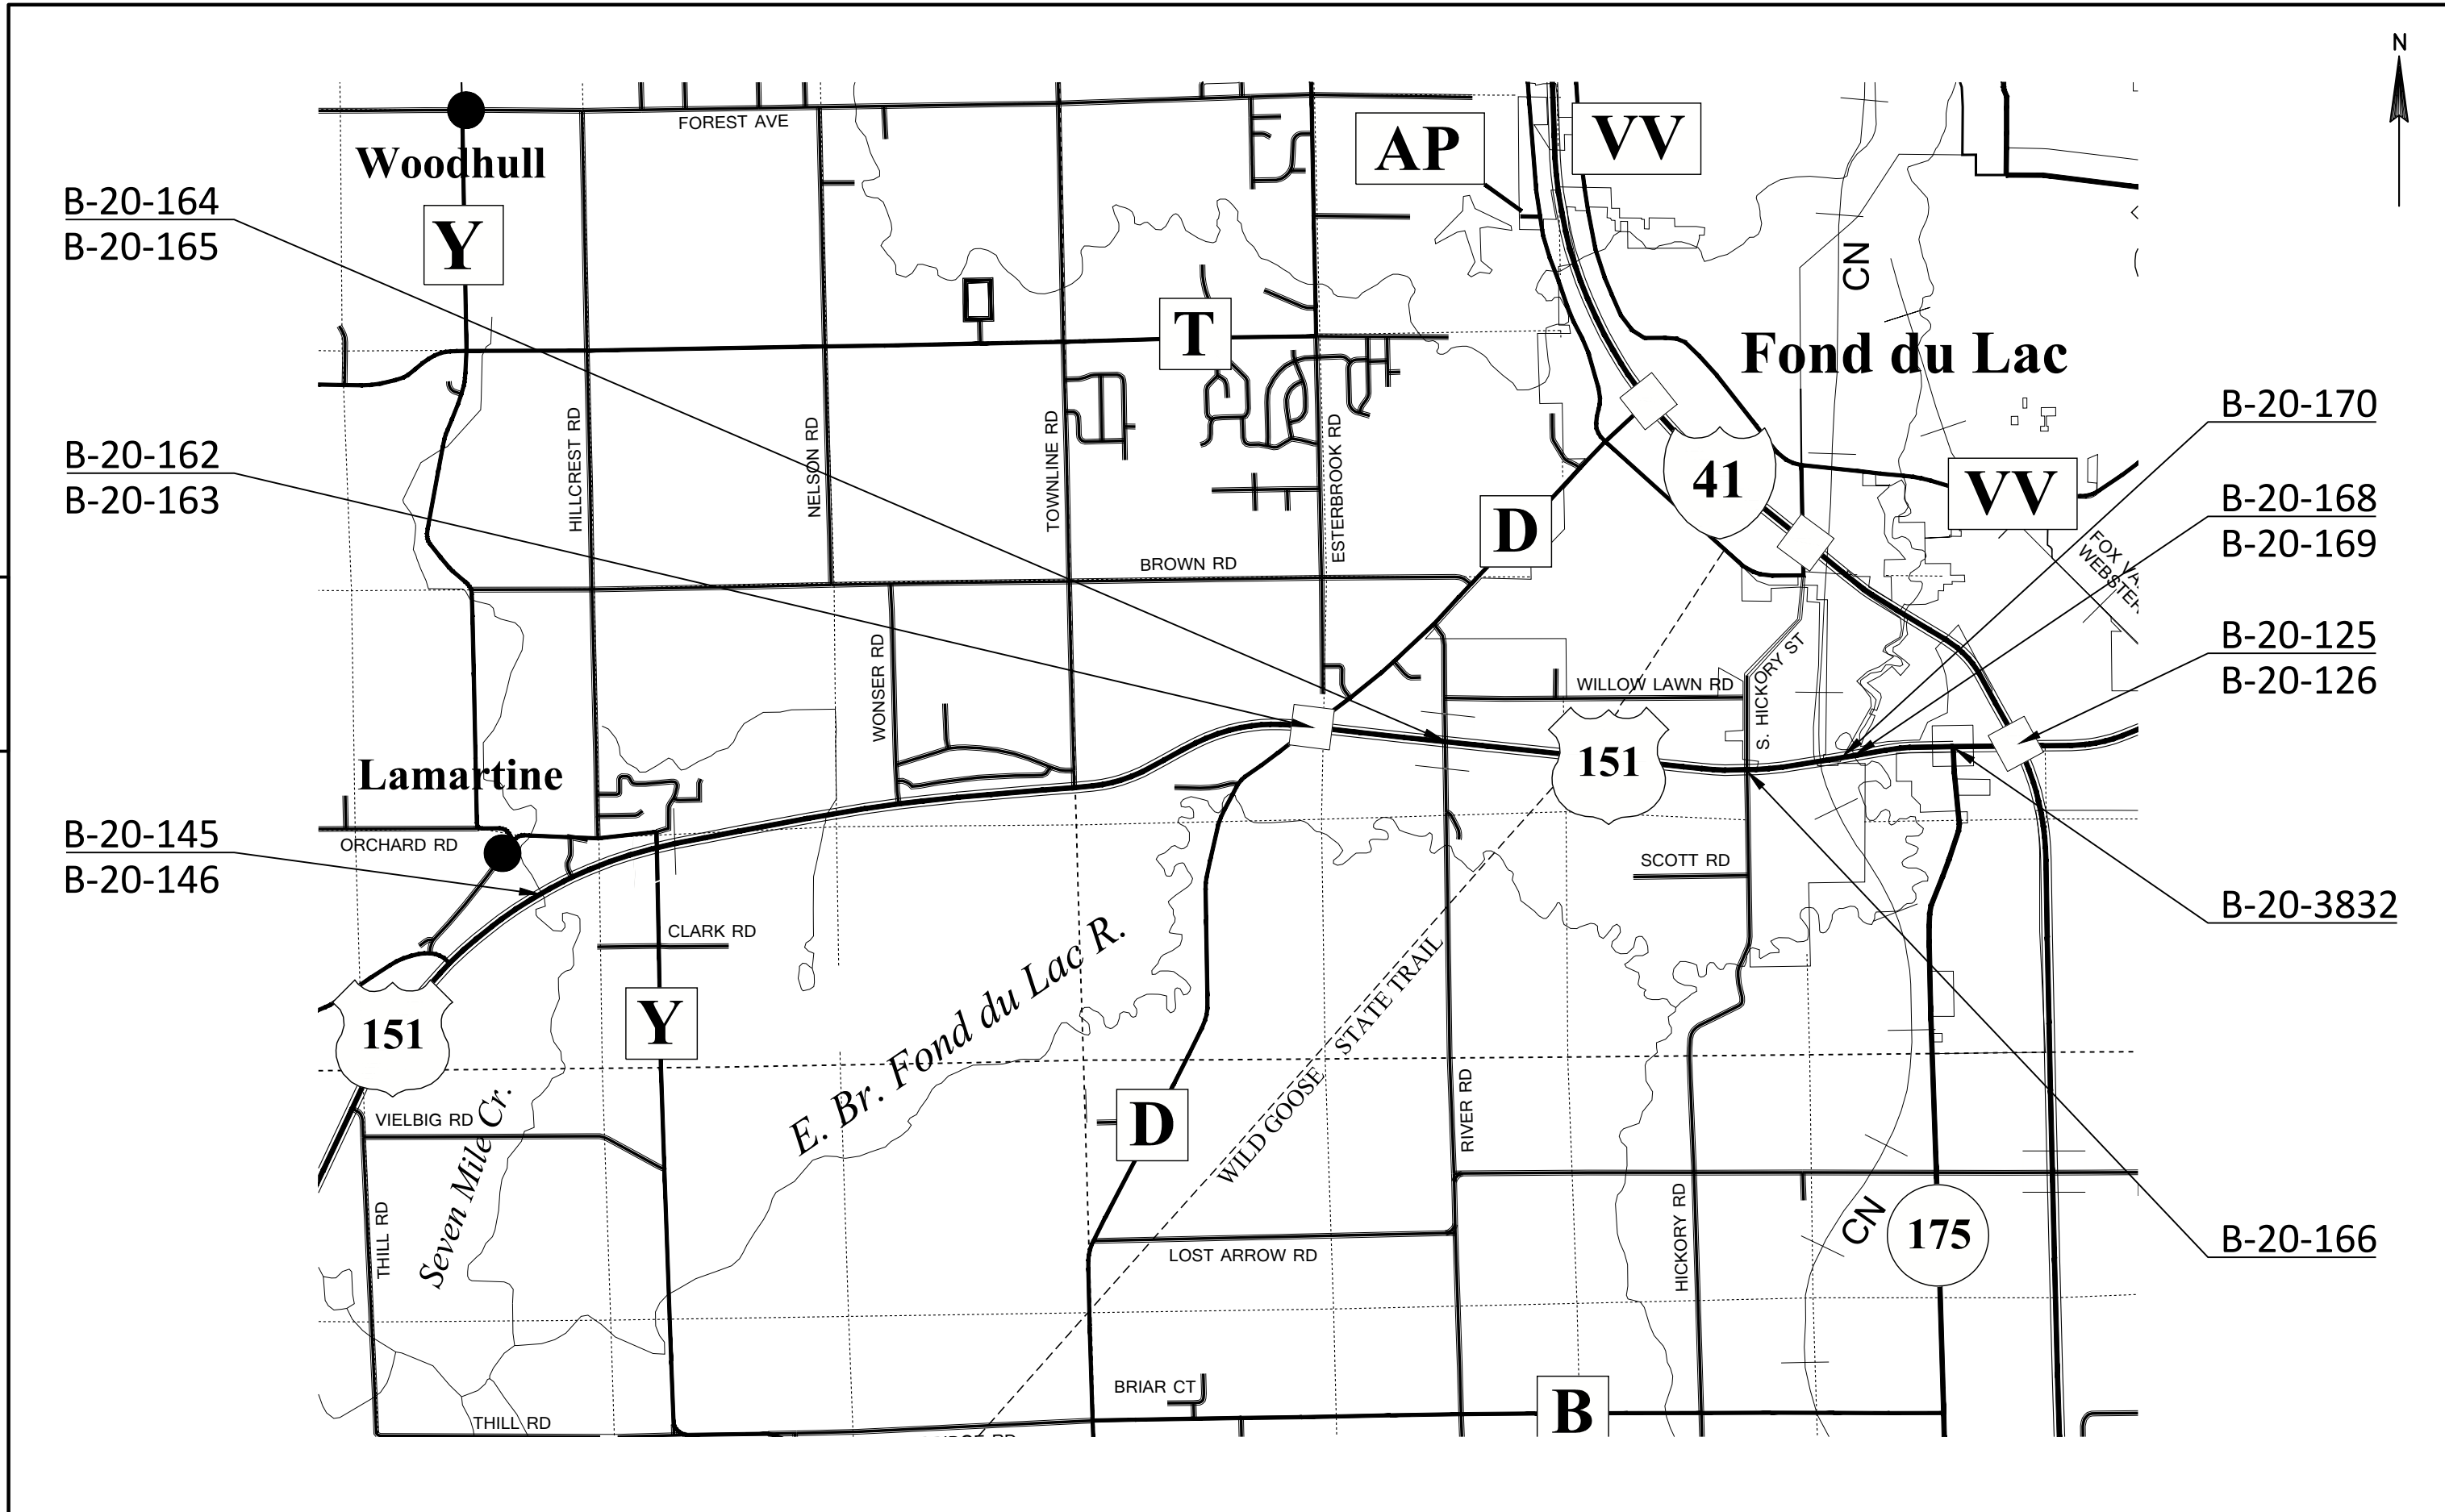 N
FOREST AVE
AP
VV
Woodhull
B-20-164
B-20-165
Y
CN
T
Fond du Lac
B-20-170
B-20-162
B-20-163
HILLCREST RD
NELSON RD
TOWNLINE RD
ESTERBROOK RD
41
VV
B-20-168
B-20-169
D
BROWN RD
FOX VA
WEBSTER
B-20-125
B-20-126
WONSER RD
WILLOW LAWN RD
S. HICKORY ST
151
Lamartine
B-20-145
B-20-146
ORCHARD RD
SCOTT RD
B-20-3832
CLARK RD
E. Br. Fond du Lac R.
WILD GOOSE STATE TRAIL
151
Y
VIELBIG RD
D
RIVER RD
Seven Mile Cr.
THILL RD
LOST ARROW RD
HICKORY RD
CN
175
B-20-166
BRIAR CT
B
THILL RD